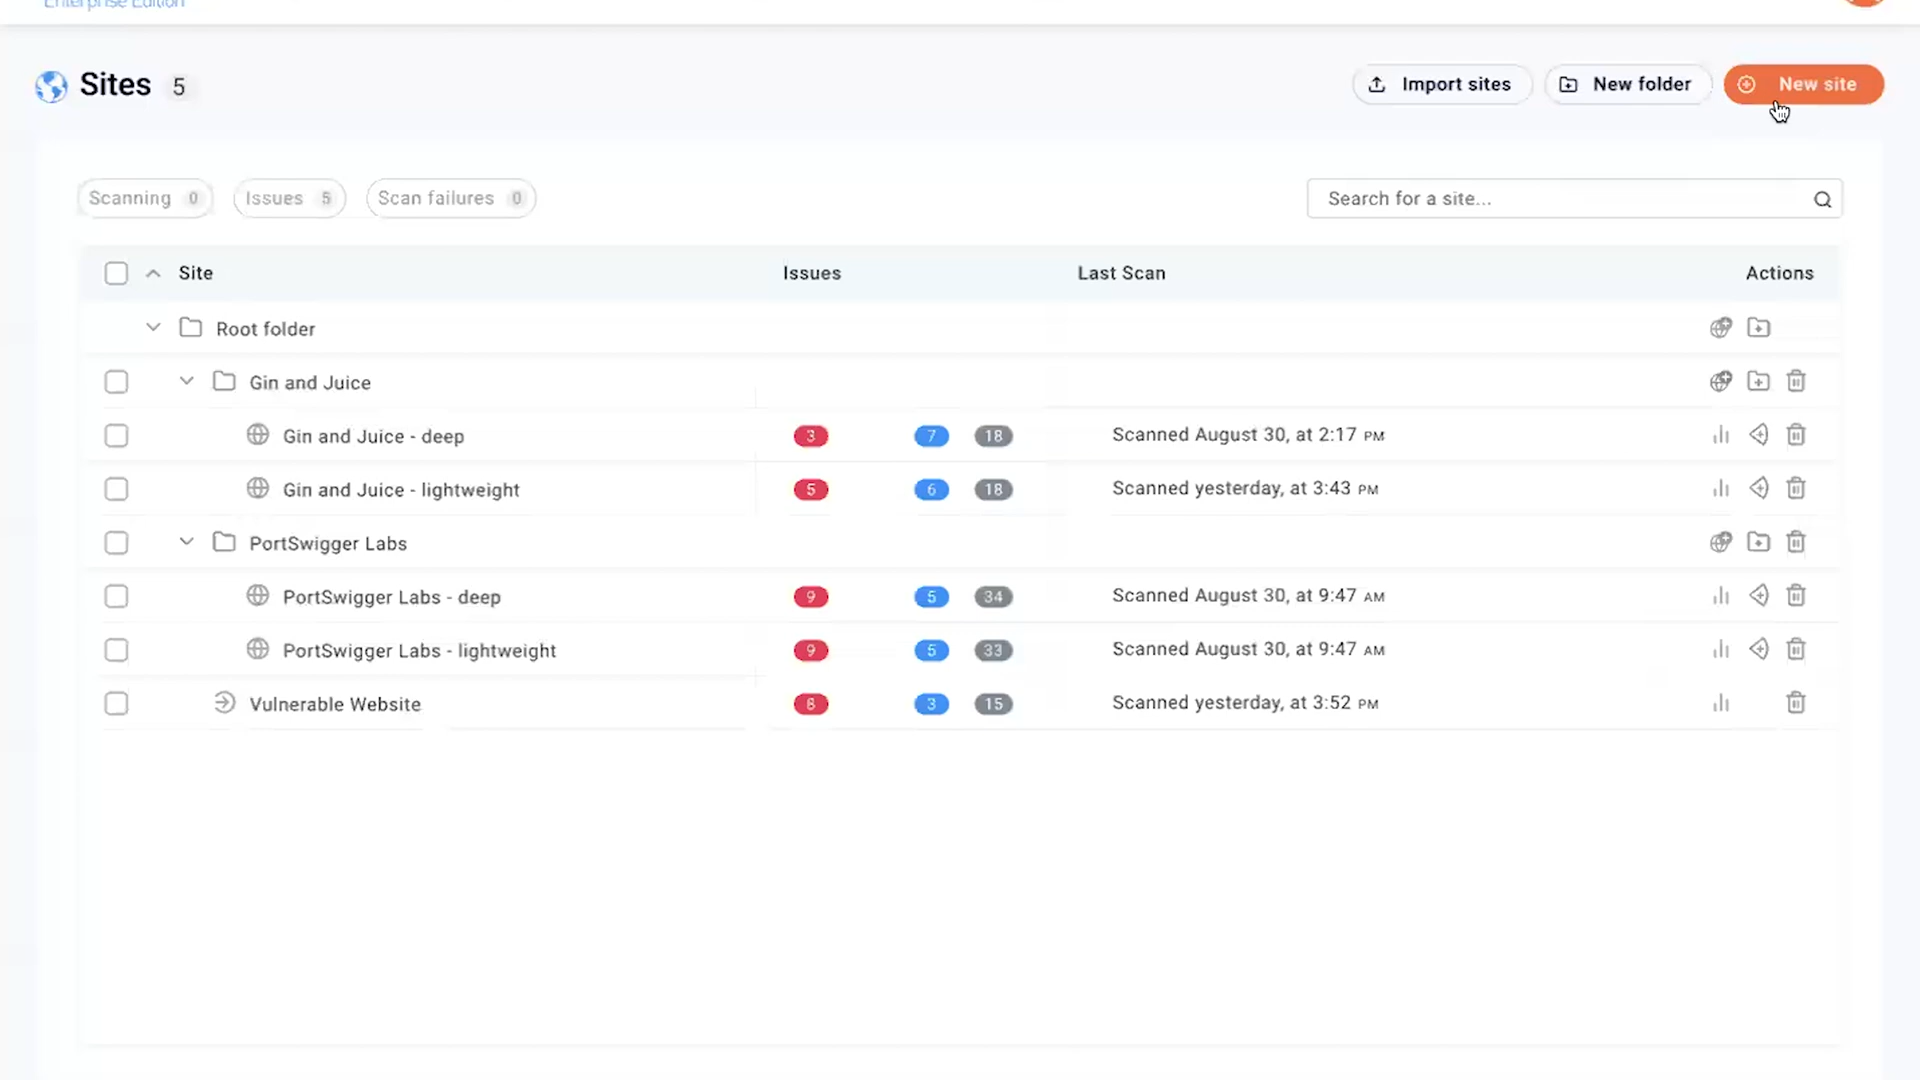 Enterprise Edition
Sites 5
Import sites
New folder
New site
Scanning 0
Issues 5
Scan failures 0
Search for a site...
Site Issues Last Scan Actions
Root folder
Gin and Juice
Gin and Juice - deep 3 7 18 Scanned August 30, at 2:17 PM
Gin and Juice - lightweight 5 6 18 Scanned yesterday, at 3:43 PM
PortSwigger Labs
PortSwigger Labs - deep 9 5 34 Scanned August 30, at 9:47 AM
PortSwigger Labs - lightweight 9 5 33 Scanned August 30, at 9:47 AM
Vulnerable Website 8 3 15 Scanned yesterday, at 3:52 PM